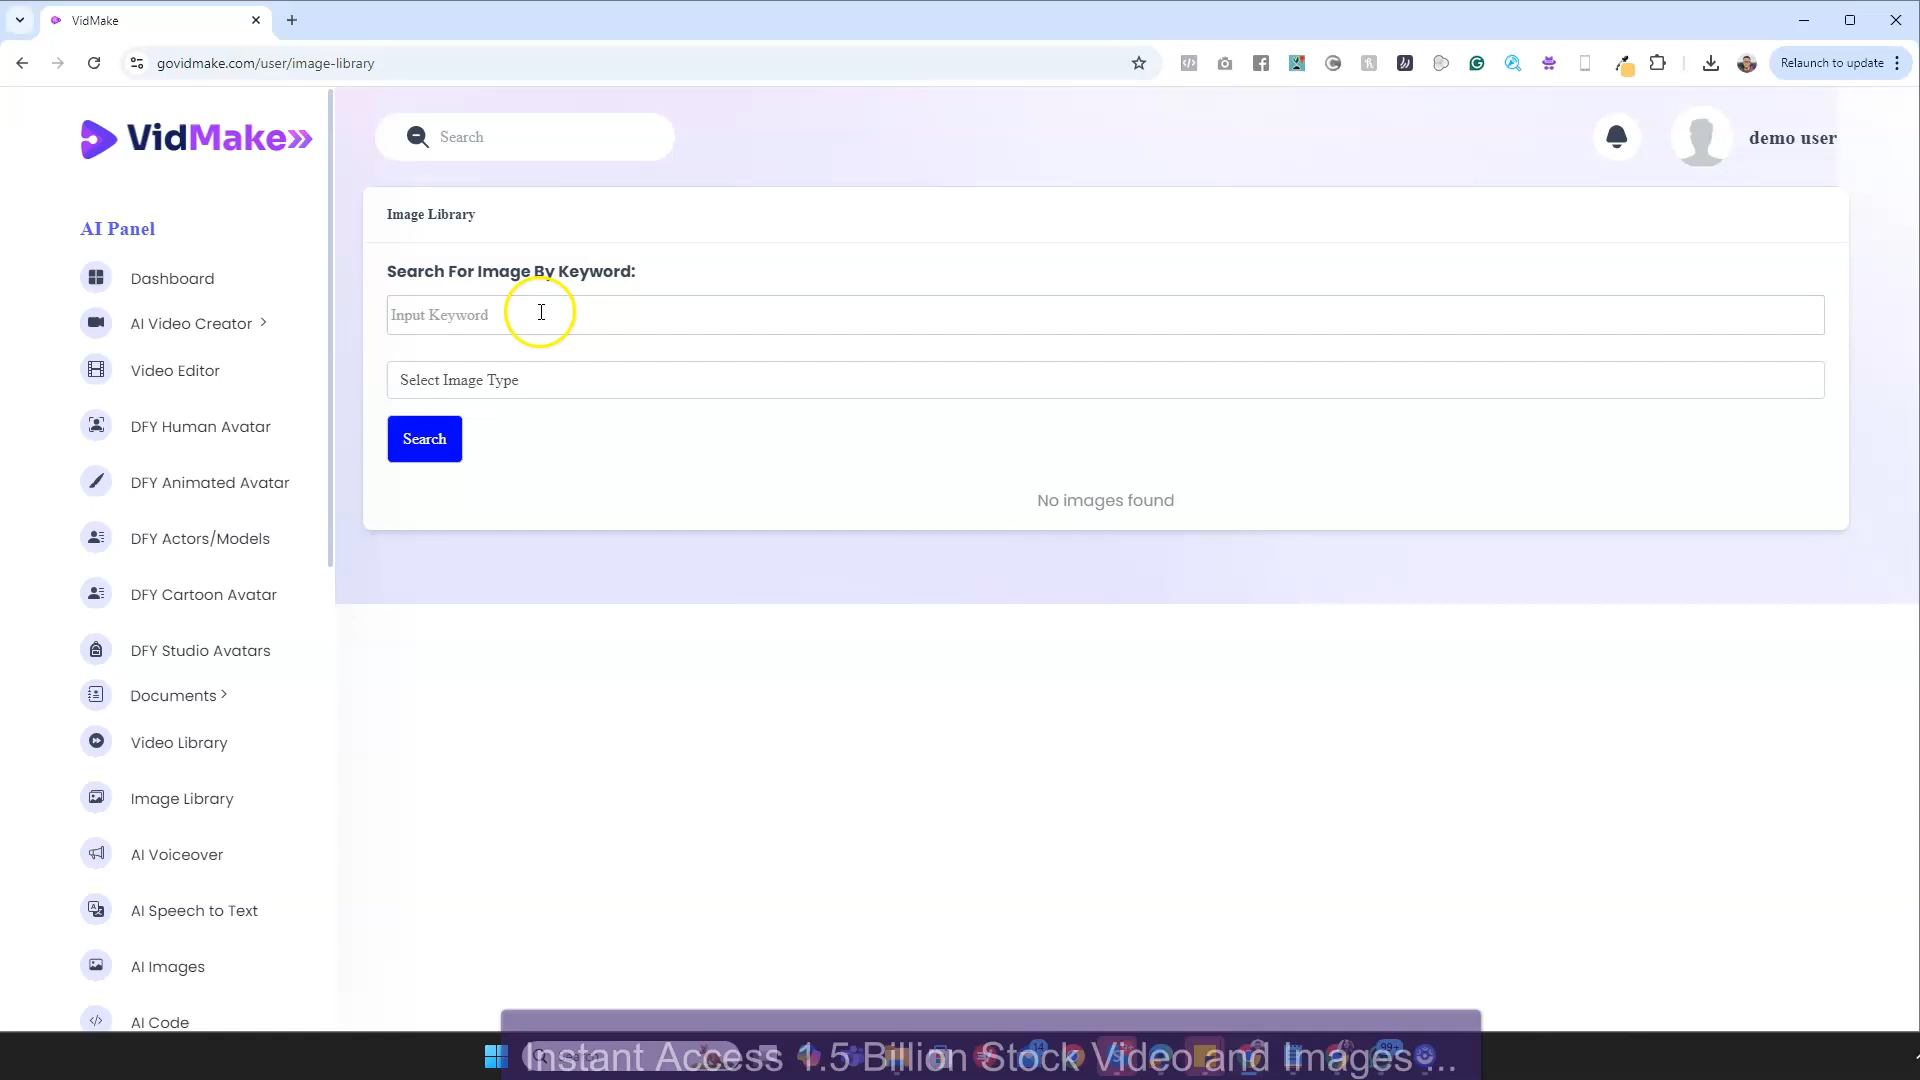 VidMake
govidmake.com/user/image-library
Relaunch to update
VidMake»
Search
demo user
AI Panel
Dashboard
AI Video Creator
Video Editor
DFY Human Avatar
DFY Animated Avatar
DFY Actors/Models
DFY Cartoon Avatar
DFY Studio Avatars
Documents
Video Library
Image Library
AI Voiceover
AI Speech to Text
AI Images
AI Code
Image Library
Search For Image By Keyword:
Input Keyword
Select Image Type
Search
No images found
Instant Access 1.5 Billion Stock Video and Images ...
14
99+